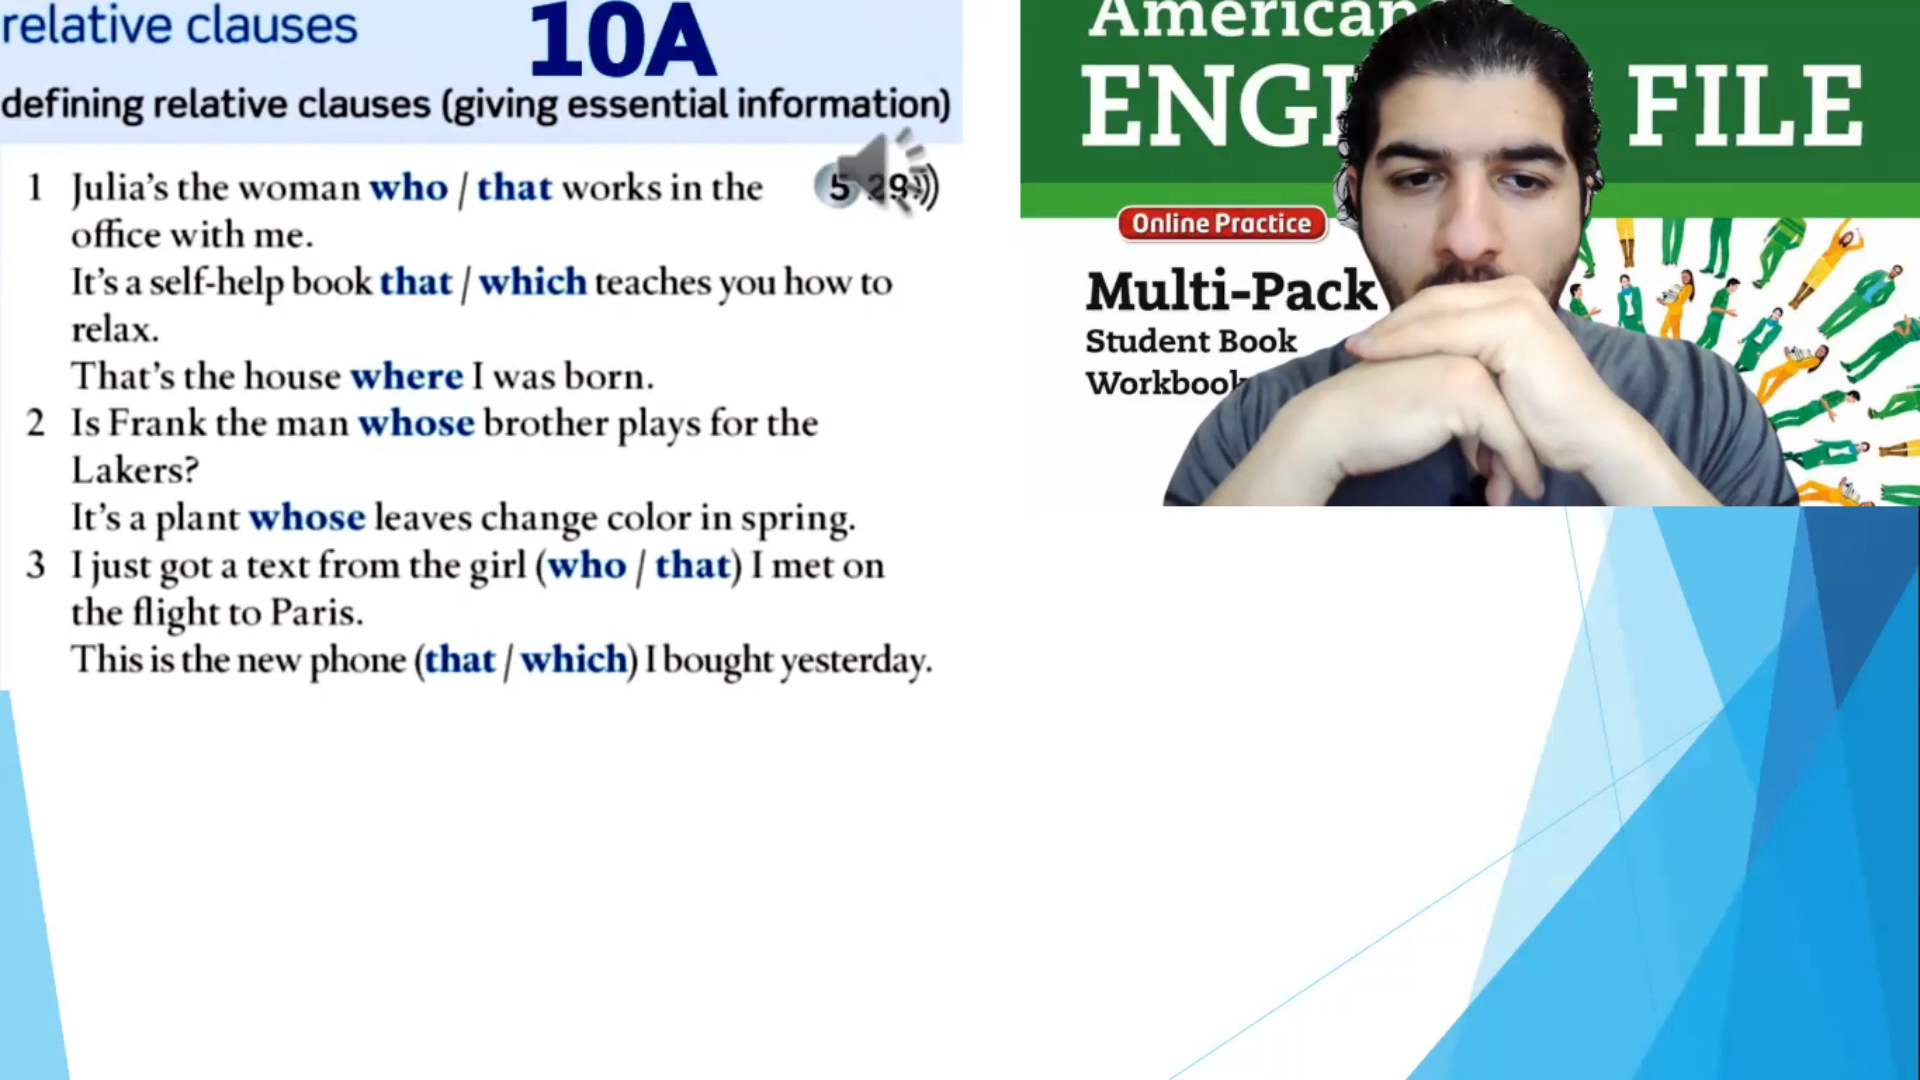 relative clauses
10A
defining relative clauses (giving essential information)
1 Julia's the woman who / that works in the
office with me.
It's a self-help book that / which teaches you how to
relax.
That's the house where I was born.
2 Is Frank the man whose brother plays for the
Lakers?
It's a plant whose leaves change color in spring.
3 I just got a text from the girl (who / that) I met on
the flight to Paris.
This is the new phone (that / which) I bought yesterday.
5 29
American
FILE
Online Practice
Multi-Pack
Student Book
Workbook